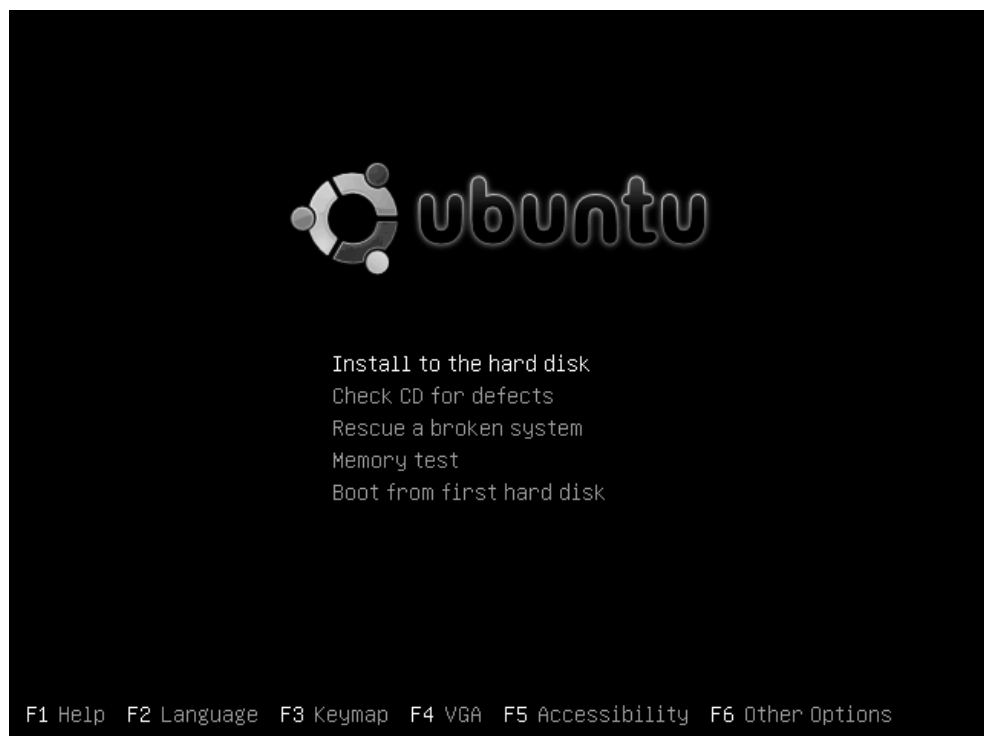 ubuntu
Install to the hard disk
Check CD for defects
Rescue a broken system
Memory test
Boot from first hard disk
F1 Help F2 Language F3 Keymap F4 VGA F5 Accessibility F6 Other Options